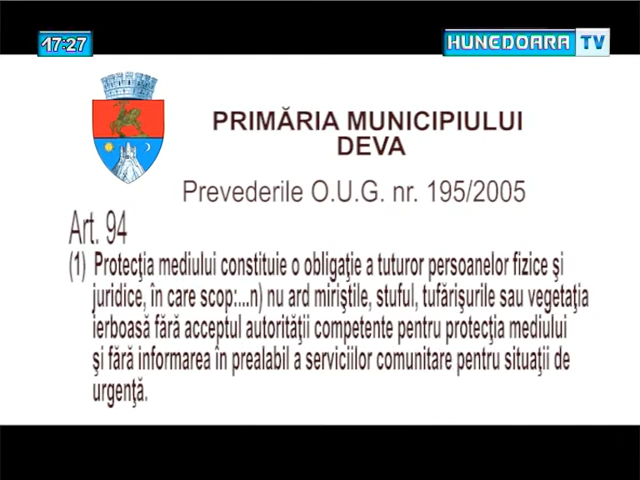 17:27
HUNEDOARA TV
PRIMĂRIA MUNICIPIULUI
DEVA
Prevederile O.U.G. nr. 195/2005
Art. 94
(1) Protecţia mediului constituie o obligaţie a tuturor persoanelor fizice şi
juridice, în care scop:...n) nu ard miriştile, stuful, tufărişurile sau vegetaţia
ierboasă fără acceptul autorităţii competente pentru protecţia mediului
şi fără informarea în prealabil a serviciilor comunitare pentru situaţii de
urgenţă.